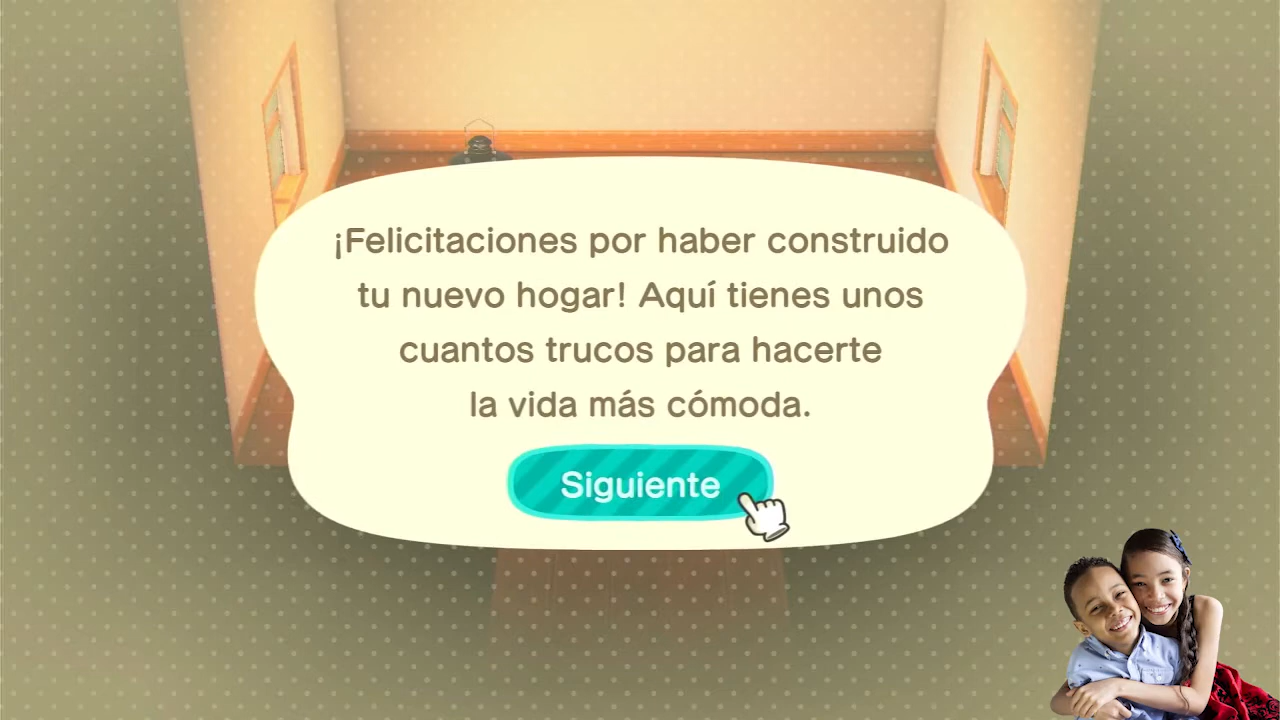 ¡Felicitaciones por haber construido
tu nuevo hogar! Aquí tienes unos
cuantos trucos para hacerte
la vida más cómoda.
Siguiente